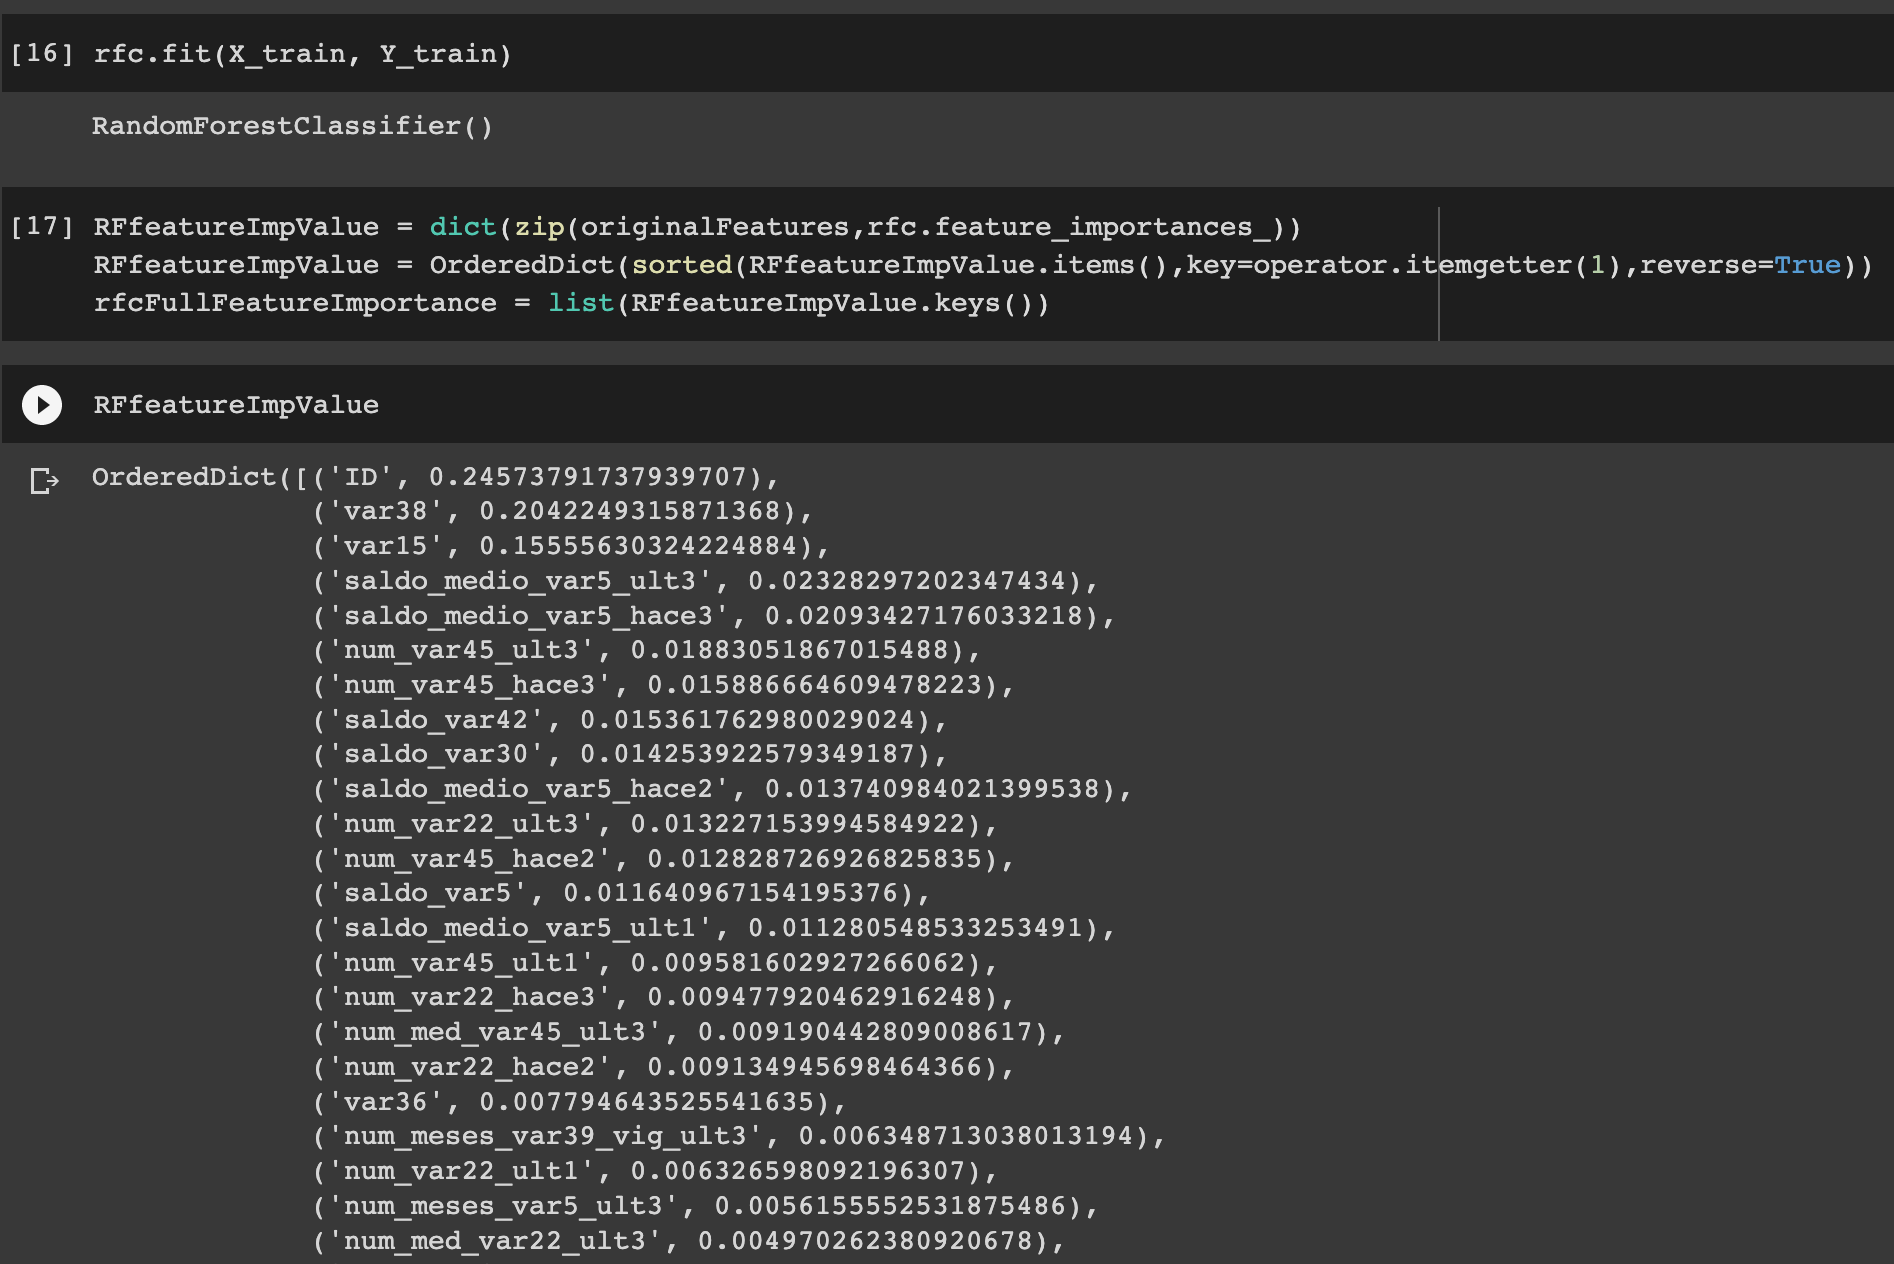 [16] rfc.fit(X_train, Y_train)
RandomForestClassifier()
[17] RFfeatureImpValue = dict(zip(originalFeatures,rfc.feature_importances_))
RFfeatureImpValue = OrderedDict(sorted(RFfeatureImpValue.items(),key=operator.itemgetter(1),reverse=True))
rfcFullFeatureImportance = list(RFfeatureImpValue.keys())
RFfeatureImpValue
OrderedDict([('ID', 0.24573791737939707),
('var38', 0.2042249315871368),
('var15', 0.15555630324224884),
('saldo_medio_var5_ult3', 0.02328297202347434),
('saldo_medio_var5_hace3', 0.02093427176033218),
('num_var45_ult3', 0.01883051867015488),
('num_var45_hace3', 0.015886664609478223),
('saldo_var42', 0.015361762980029024),
('saldo_var30', 0.014253922579349187),
('saldo_medio_var5_hace2', 0.013740984021399538),
('num_var22_ult3', 0.013227153994584922),
('num_var45_hace2', 0.012828726926825835),
('saldo_var5', 0.011640967154195376),
('saldo_medio_var5_ult1', 0.011280548533253491),
('num_var45_ult1', 0.009581602927266062),
('num_var22_hace3', 0.009477920462916248),
('num_med_var45_ult3', 0.009190442809008617),
('num_var22_hace2', 0.009134945698464366),
('var36', 0.007794643525541635),
('num_meses_var39_vig_ult3', 0.006348713038013194),
('num_var22_ult1', 0.006326598092196307),
('num_meses_var5_ult3', 0.0056155552531875486),
('num_med_var22_ult3', 0.004970262380920678),